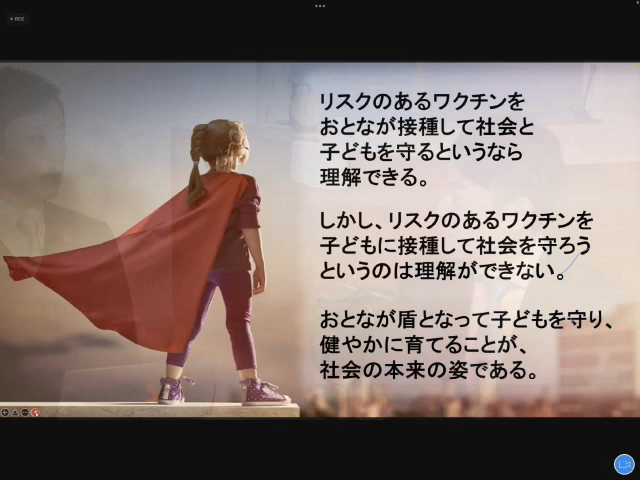 REC
リスクのあるワクチンを
おとなが接種して社会と
子どもを守るというなら
理解できる。
しかし、リスクのあるワクチンを
子どもに接種して社会を守ろう
というのは理解ができない。
おとなが盾となって子どもを守り、
健やかに育てることが、
社会の本来の姿である。